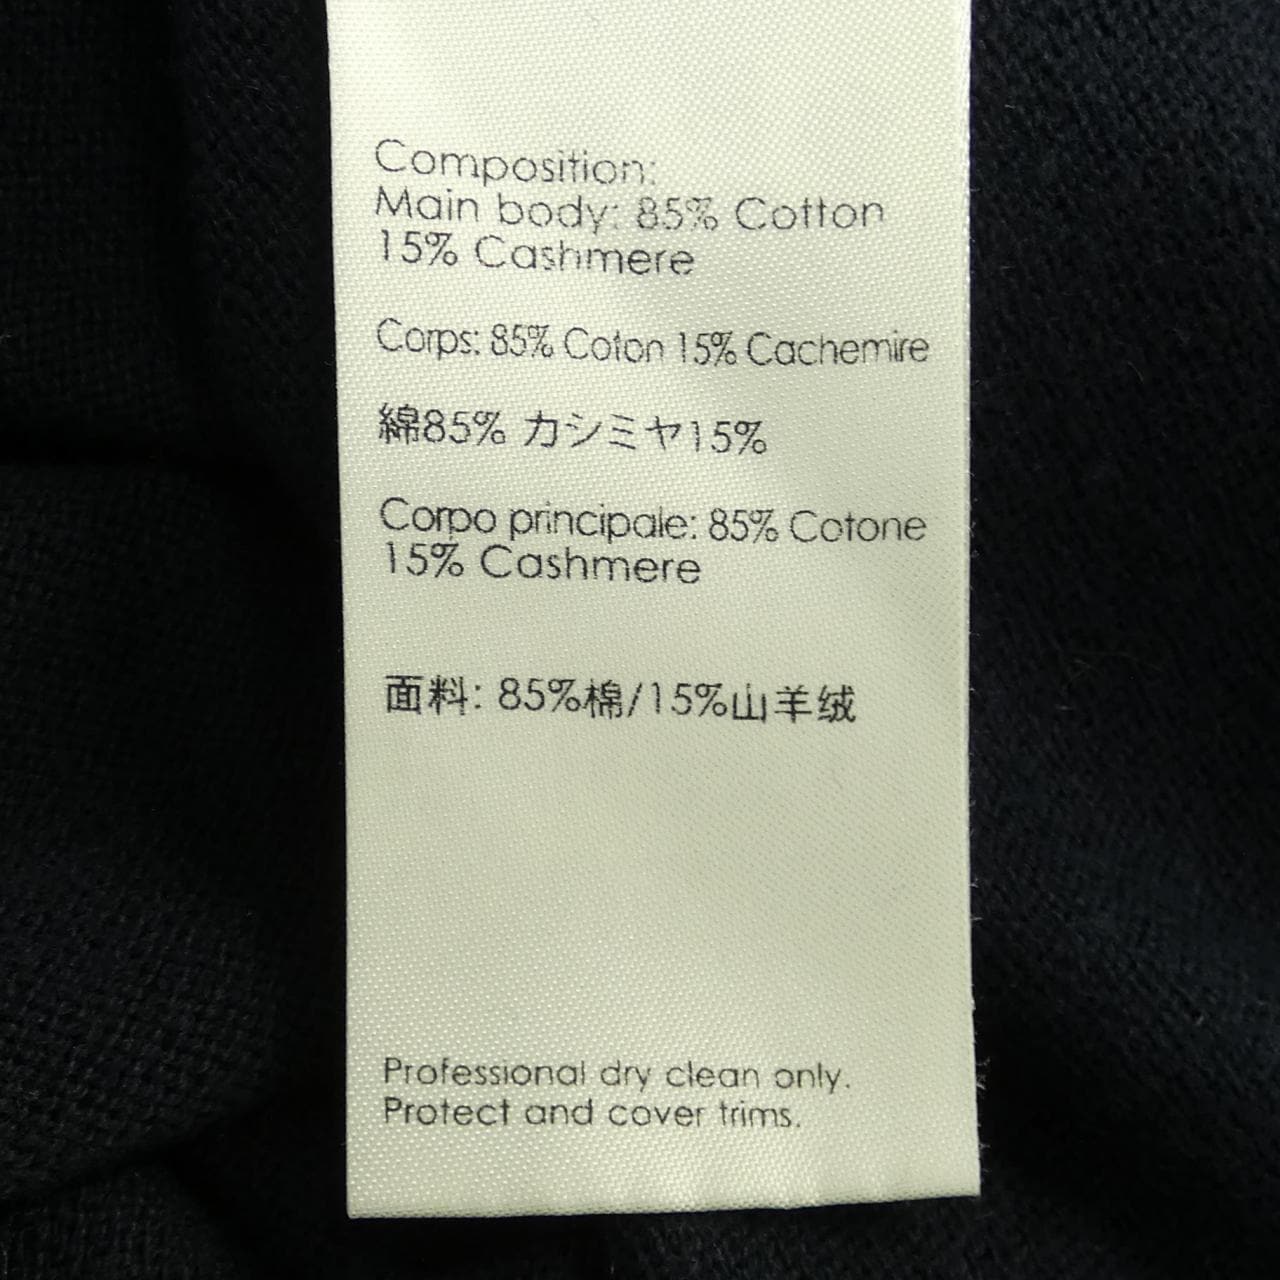 Composition:
Main body: 85% Cotton
15% Cashmere
Corps: 85% Coton 15% Cachemire
綿85% カシミヤ15%
Corpo principale: 85% Cotone
15% Cashmere
面料: 85%棉/15%山羊绒
Professional dry clean only.
Protect and cover trims.